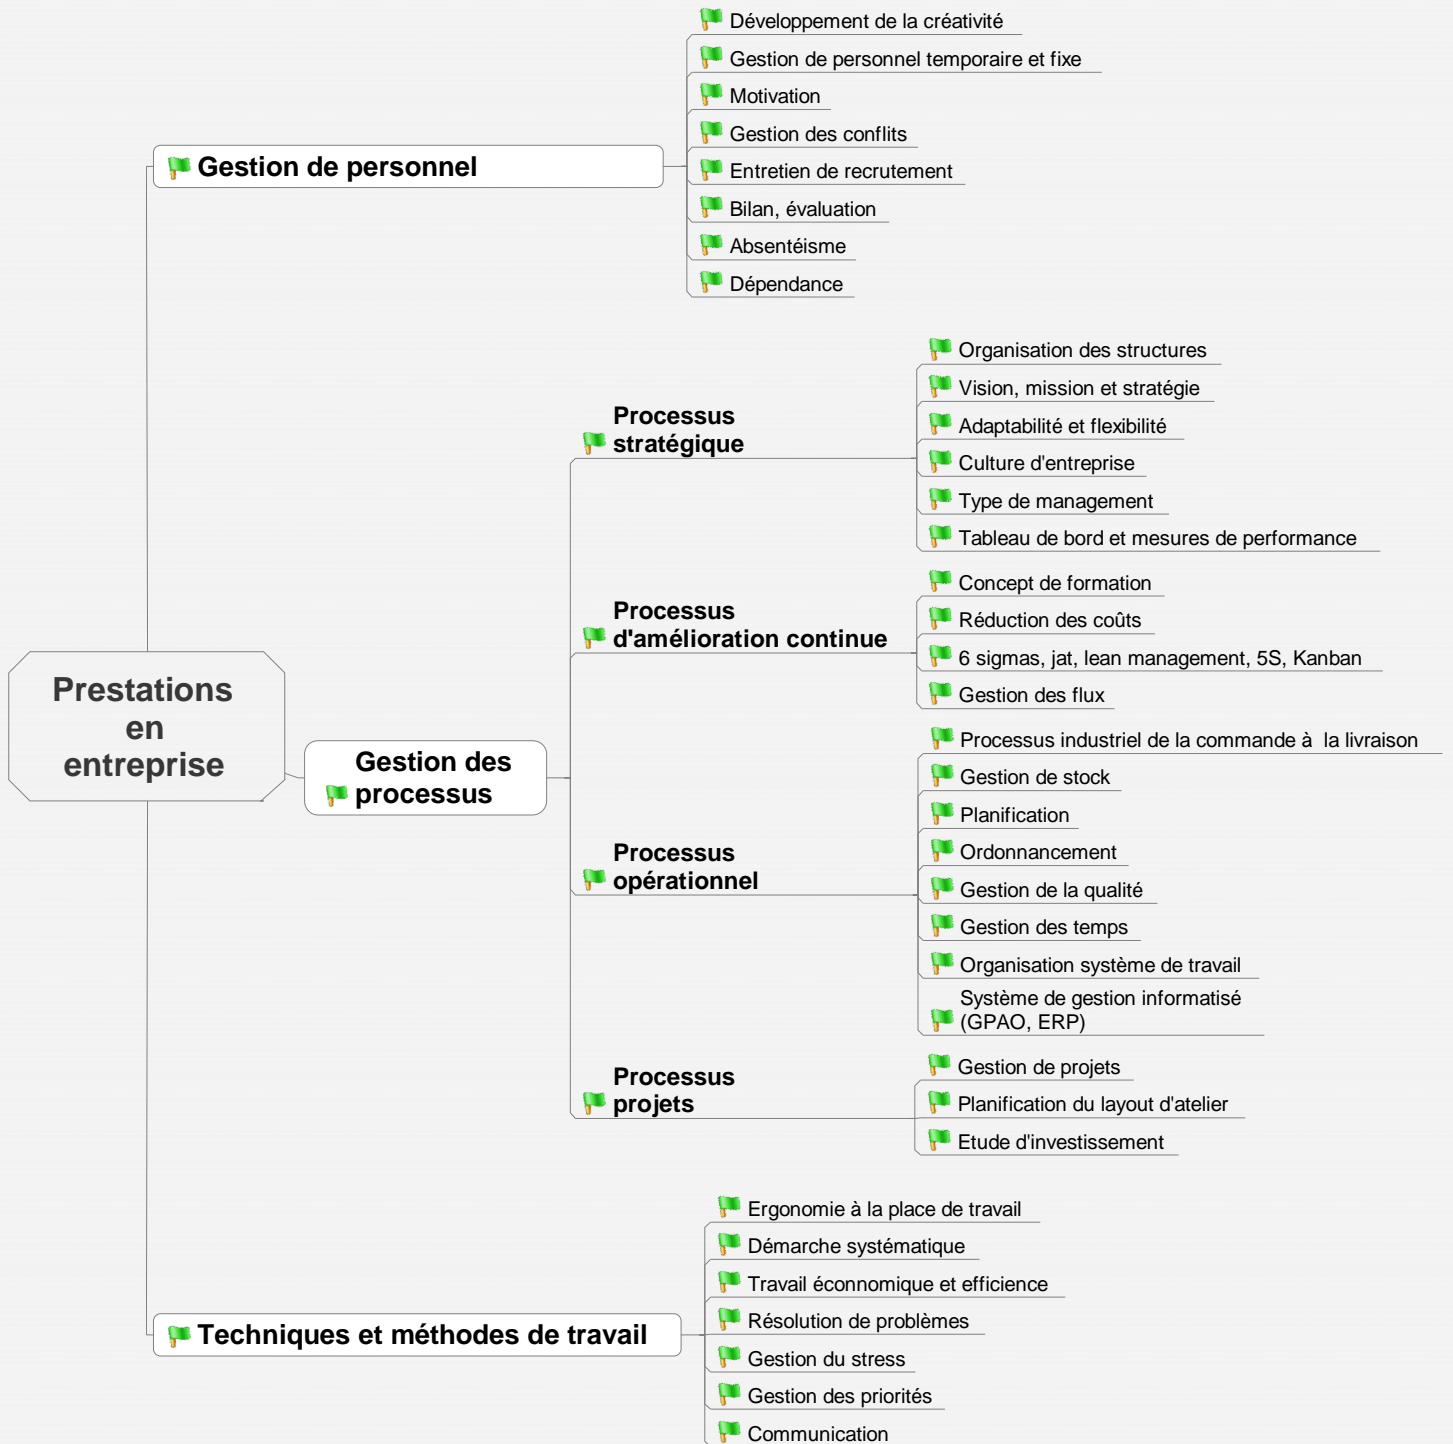 Développement de la créativité
Gestion de personnel temporaire et fixe
Motivation
Gestion des conflits
Gestion de personnel
Entretien de recrutement
Bilan, évaluation
Absentéisme
Dépendance
Organisation des structures
Vision, mission et stratégie
Processus
stratégique
Adaptabilité et flexibilité
Culture d'entreprise
Type de management
Tableau de bord et mesures de performance
Processus
d'amélioration continue
Concept de formation
Réduction des coûts
6 sigmas, jat, lean management, 5S, Kanban
Gestion des flux
Prestations
en
entreprise
Gestion des
processus
Processus industriel de la commande à  la livraison
Gestion de stock
Planification
Processus
opérationnel
Ordonnancement
Gestion de la qualité
Gestion des temps
Organisation système de travail
Système de gestion informatisé
(GPAO, ERP)
Processus
projets
Gestion de projets
Planification du layout d'atelier
Etude d'investissement
Techniques et méthodes de travail
Ergonomie à la place de travail
Démarche systématique
Travail éconnomique et efficience
Résolution de problèmes
Gestion du stress
Gestion des priorités
Communication